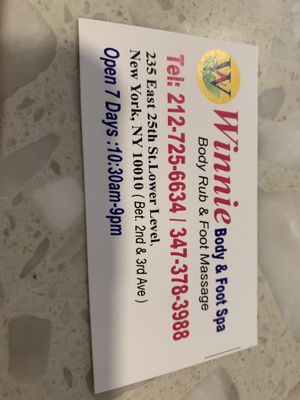 W
Winnie Body & Foot Spa
Body Rub & Foot Massage
Tel: 212-725-6634 / 347-378-3988
235 East 25th St.Lower Level.
New York, NY 10010 ( Bet. 2nd & 3rd Ave )
Open 7 Days :10:30am-9pm